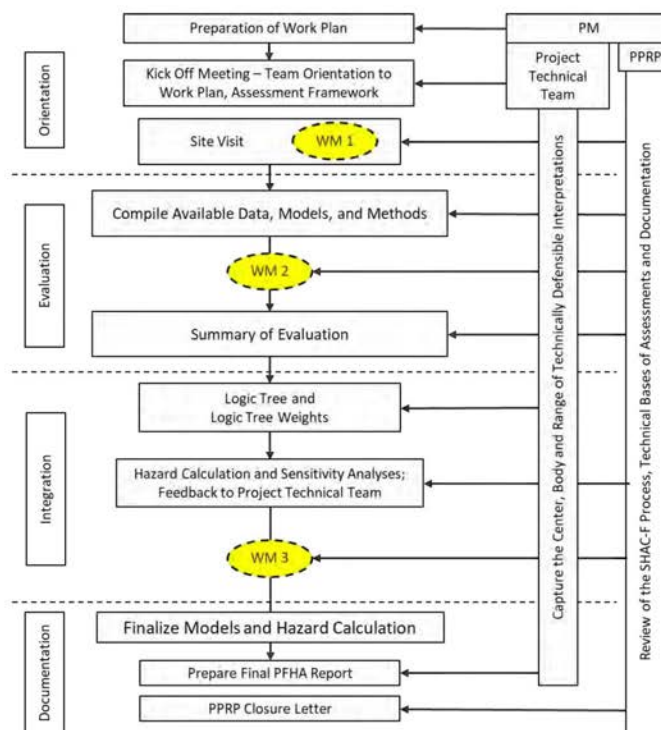 Preparation of Work Plan
PM
Project
Technical
Team
PPRP
Kick Off Meeting – Team Orientation to
Work Plan, Assessment Framework
Orientation
Site Visit
WM 1
Compile Available Data, Models, and Methods
WM 2
Evaluation
Summary of Evaluation
Logic Tree and
Logic Tree Weights
Hazard Calculation and Sensitivity Analyses;
Feedback to Project Technical Team
Integration
WM 3
Finalize Models and Hazard Calculation
Prepare Final PFHA Report
PPRP Closure Letter
Documentation
Capture the Center, Body and Range of Technically Defensible Interpretations
Review of the SHAC-F Process, Technical Bases of Assessments and Documentation